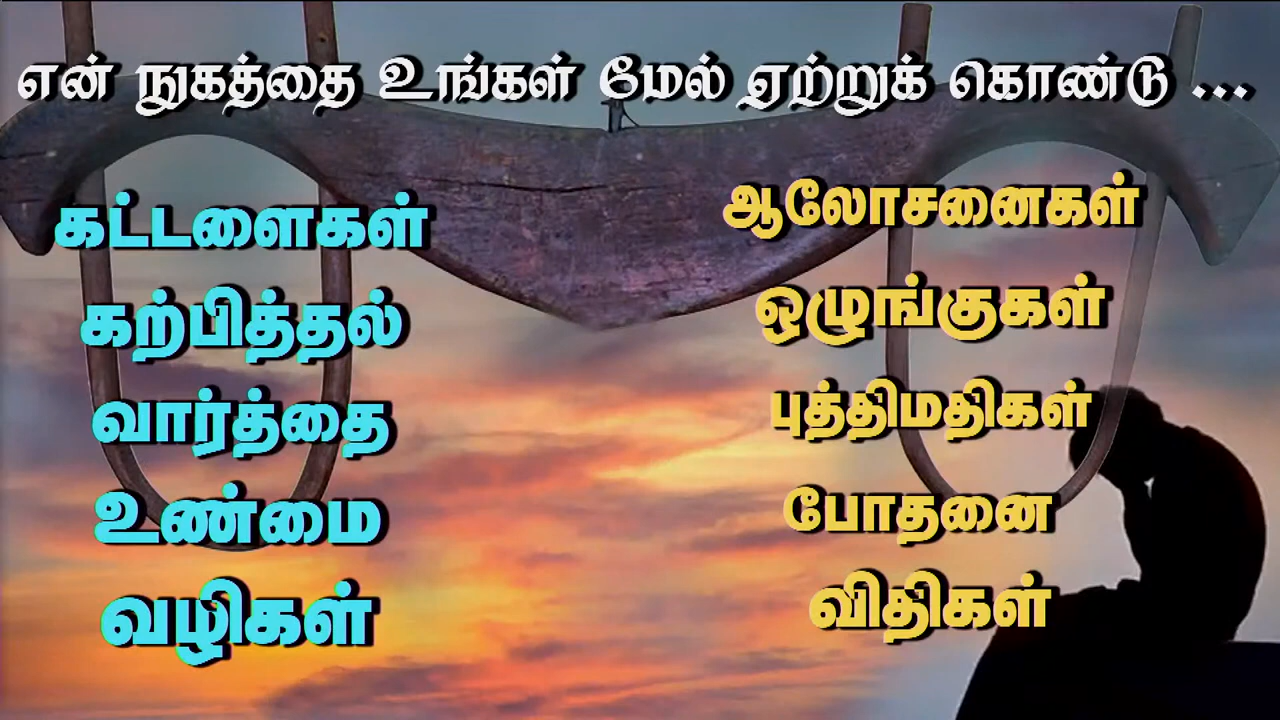 என் நுகத்தை உங்கள் மேல் ஏற்றுக் கொண்டு ...
கட்டளைகள்
கற்பித்தல்
வார்த்தை
உண்மை
வழிகள்
ஆலோசனைகள்
ஒழுங்குகள்
புத்திமதிகள்
போதனை
விதிகள்